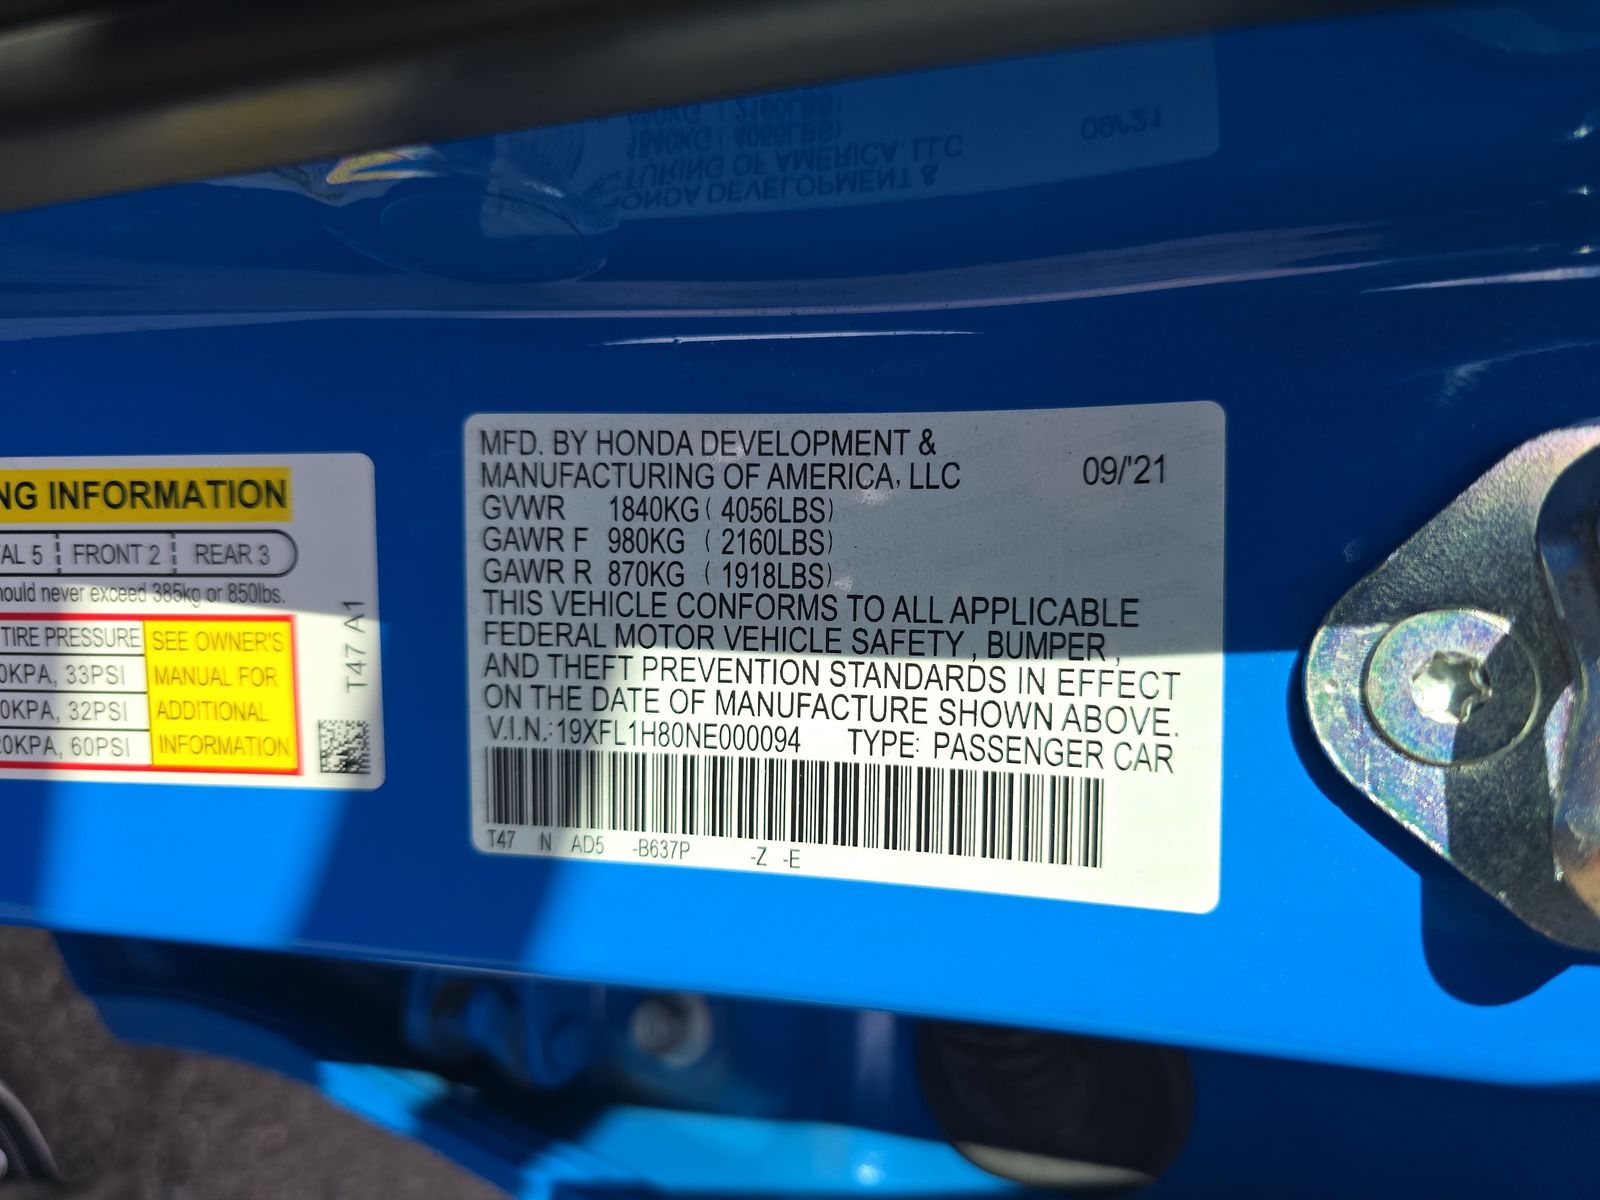 NG INFORMATION
AL 5 FRONT 2 REAR 3
hould never exceed 385kg or 850lbs.
TIRE PRESSURE SEE OWNER'S
0KPA, 33PSI MANUAL FOR
0KPA, 32PSI ADDITIONAL
20KPA, 60PSI INFORMATION
T47 A1
MFD. BY HONDA DEVELOPMENT &
MANUFACTURING OF AMERICA, LLC 09/'21
GVWR 1840KG ( 4056LBS)
GAWR F 980KG ( 2160LBS)
GAWR R 870KG ( 1918LBS)
THIS VEHICLE CONFORMS TO ALL APPLICABLE
FEDERAL MOTOR VEHICLE SAFETY , BUMPER ,
AND THEFT PREVENTION STANDARDS IN EFFECT
ON THE DATE OF MANUFACTURE SHOWN ABOVE.
V.I.N.:19XFL1H80NE000094 TYPE: PASSENGER CAR
T47 N AD5 -B637P -Z -E